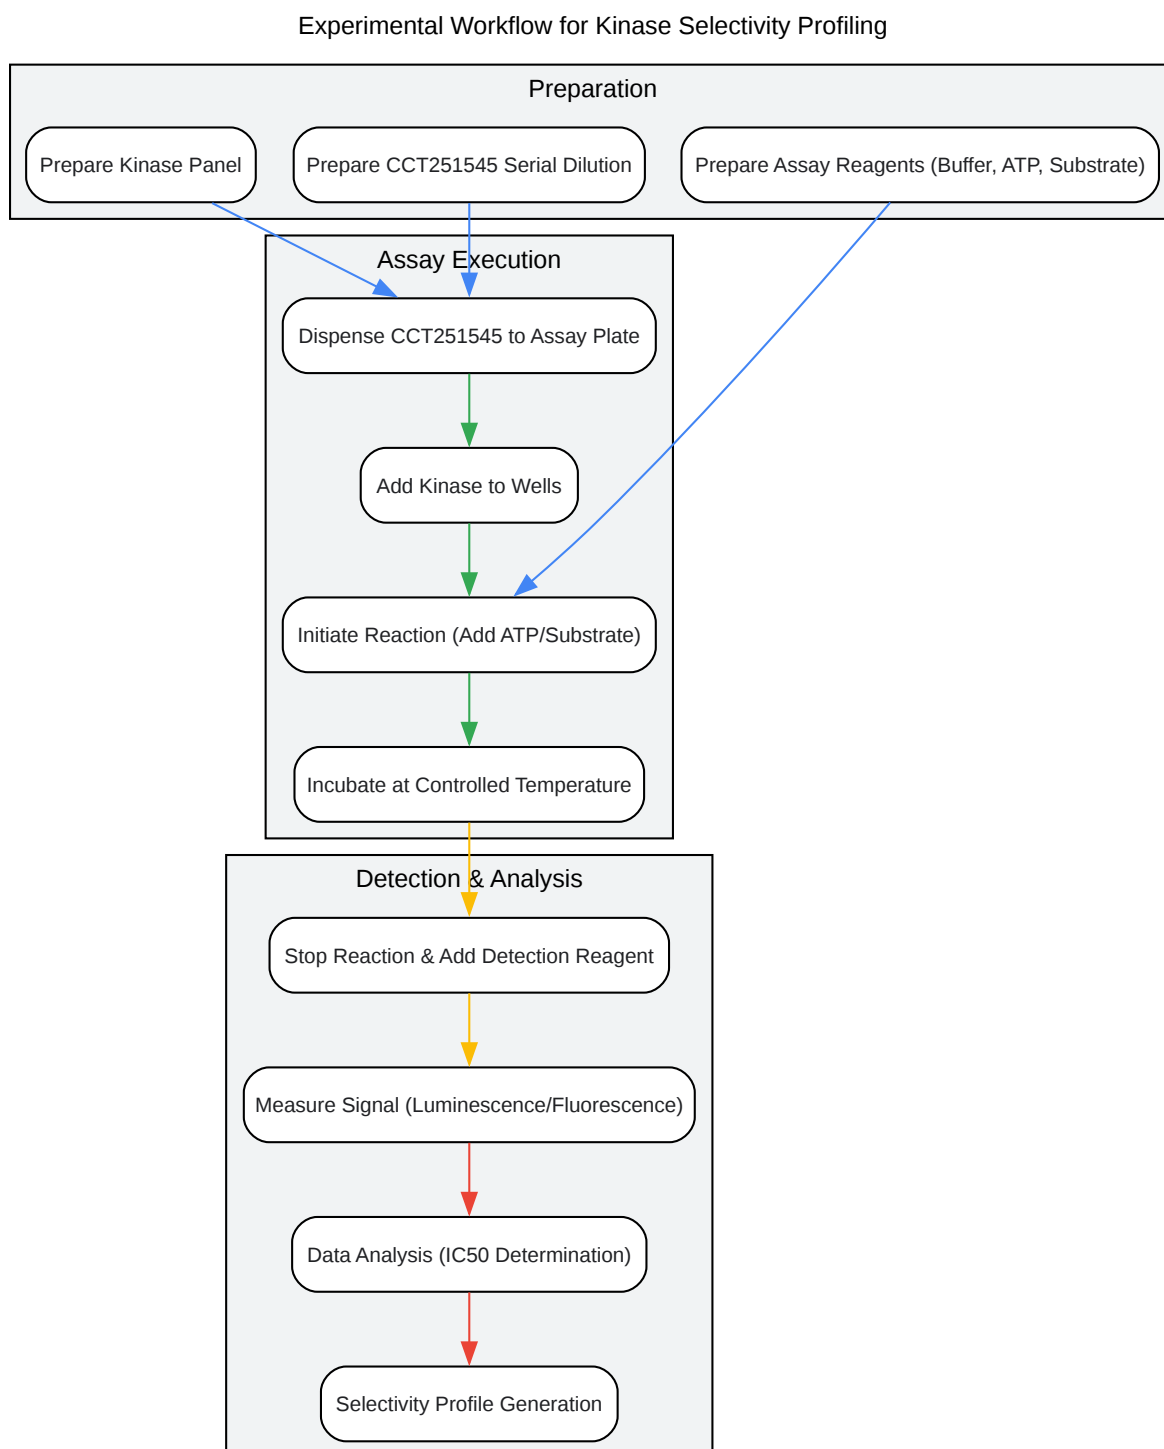 Experimental Workflow for Kinase Selectivity Profiling
Preparation
Prepare Kinase Panel
Prepare CCT251545 Serial Dilution
Prepare Assay Reagents (Buffer, ATP, Substrate)
Assay Execution
Dispense CCT251545 to Assay Plate
Add Kinase to Wells
Initiate Reaction (Add ATP/Substrate)
Incubate at Controlled Temperature
Detection & Analysis
Stop Reaction & Add Detection Reagent
Measure Signal (Luminescence/Fluorescence)
Data Analysis (IC50 Determination)
Selectivity Profile Generation